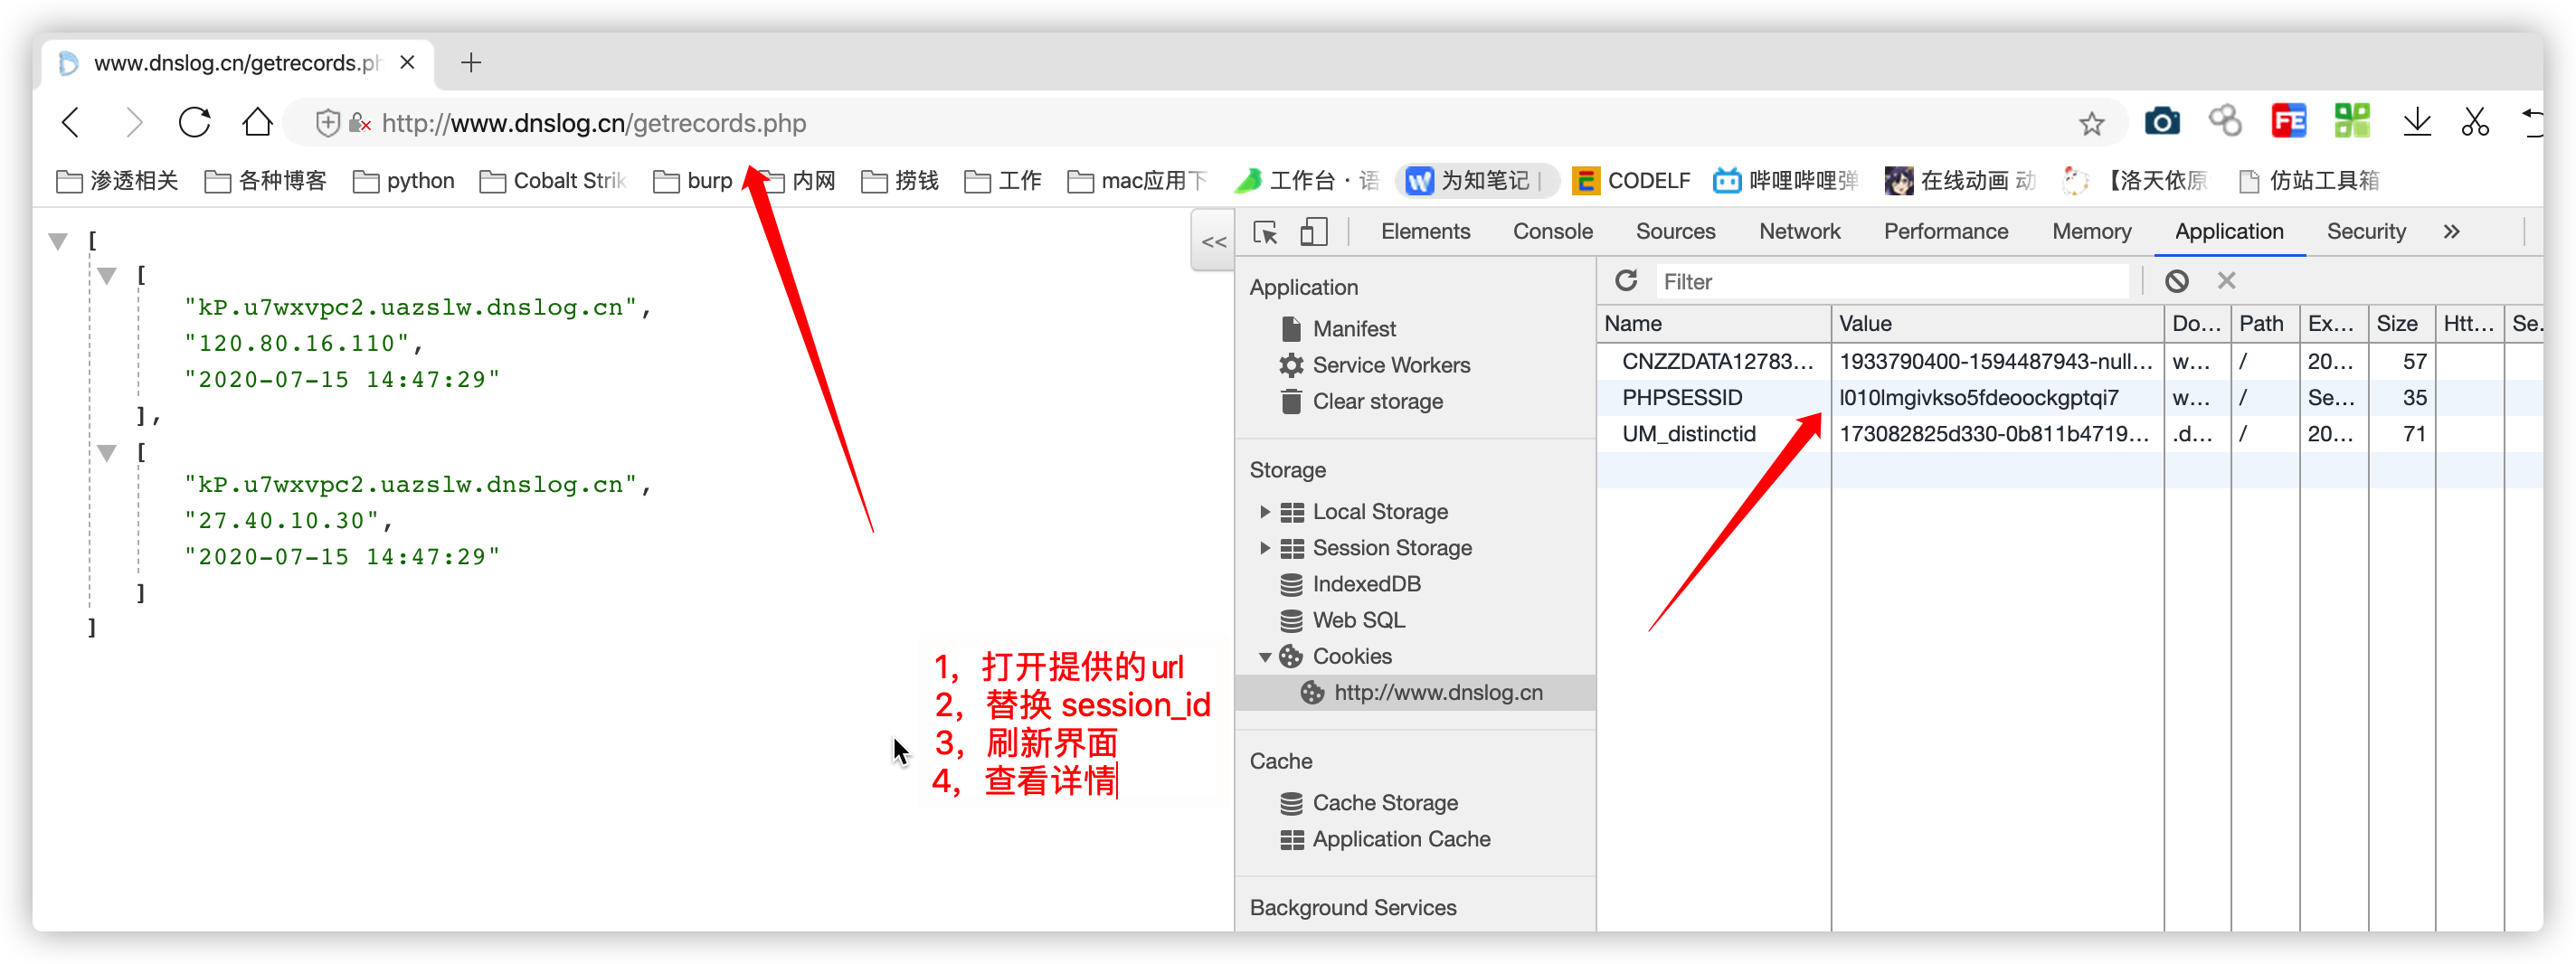 www.dnslog.cn/getrecords.ph
http://www.dnslog.cn/getrecords.php
渗透相关 各种博客 python Cobalt Strik burp 内网 捞钱 工作 mac应用下 工作台 · 语 为知笔记 | CODELF 哔哩哔哩弹 在线动画 动 【洛天依原 仿站工具箱
[
[
"kP.u7wxvpc2.uazslw.dnslog.cn",
"120.80.16.110",
"2020-07-15 14:47:29"
],
[
"kP.u7wxvpc2.uazslw.dnslog.cn",
"27.40.10.30",
"2020-07-15 14:47:29"
]
]
1，打开提供的url
2，替换 session_id
3，刷新界面
4，查看详情
<<
Elements Console Sources Network Performance Memory Application Security »
Application
Manifest
Service Workers
Clear storage
Storage
Local Storage
Session Storage
IndexedDB
Web SQL
Cookies
http://www.dnslog.cn
Cache
Cache Storage
Application Cache
Background Services
Filter
Name Value Do... Path Ex... Size Htt... Se.
CNZZDATA12783... 1933790400-1594487943-null... w... / 20... 57
PHPSESSID l010lmgivkso5fdeoockgptqi7 w... / Se... 35
UM_distinctid 173082825d330-0b811b4719... .d... / 20... 71